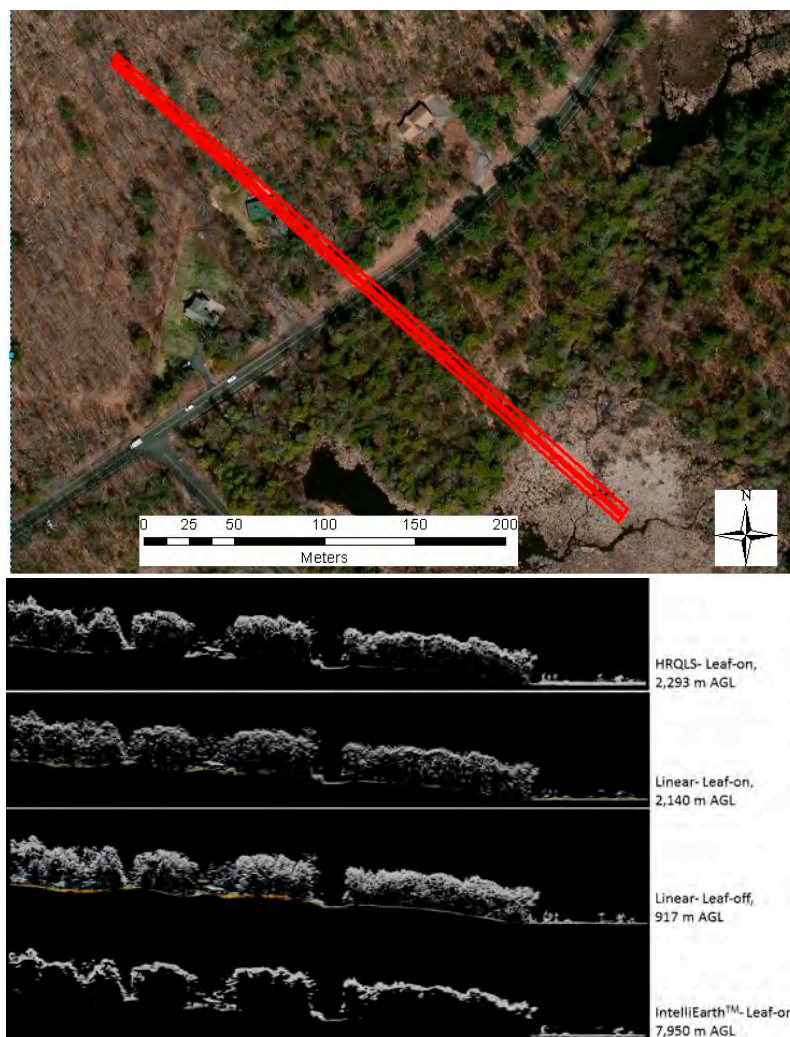 N
0 25 50 100 150 200
Meters
HRQLS- Leaf-on,
2,293 m AGL
Linear- Leaf-on,
2,140 m AGL
Linear- Leaf-off,
917 m AGL
IntelliEarth™- Leaf-on
7,950 m AGL